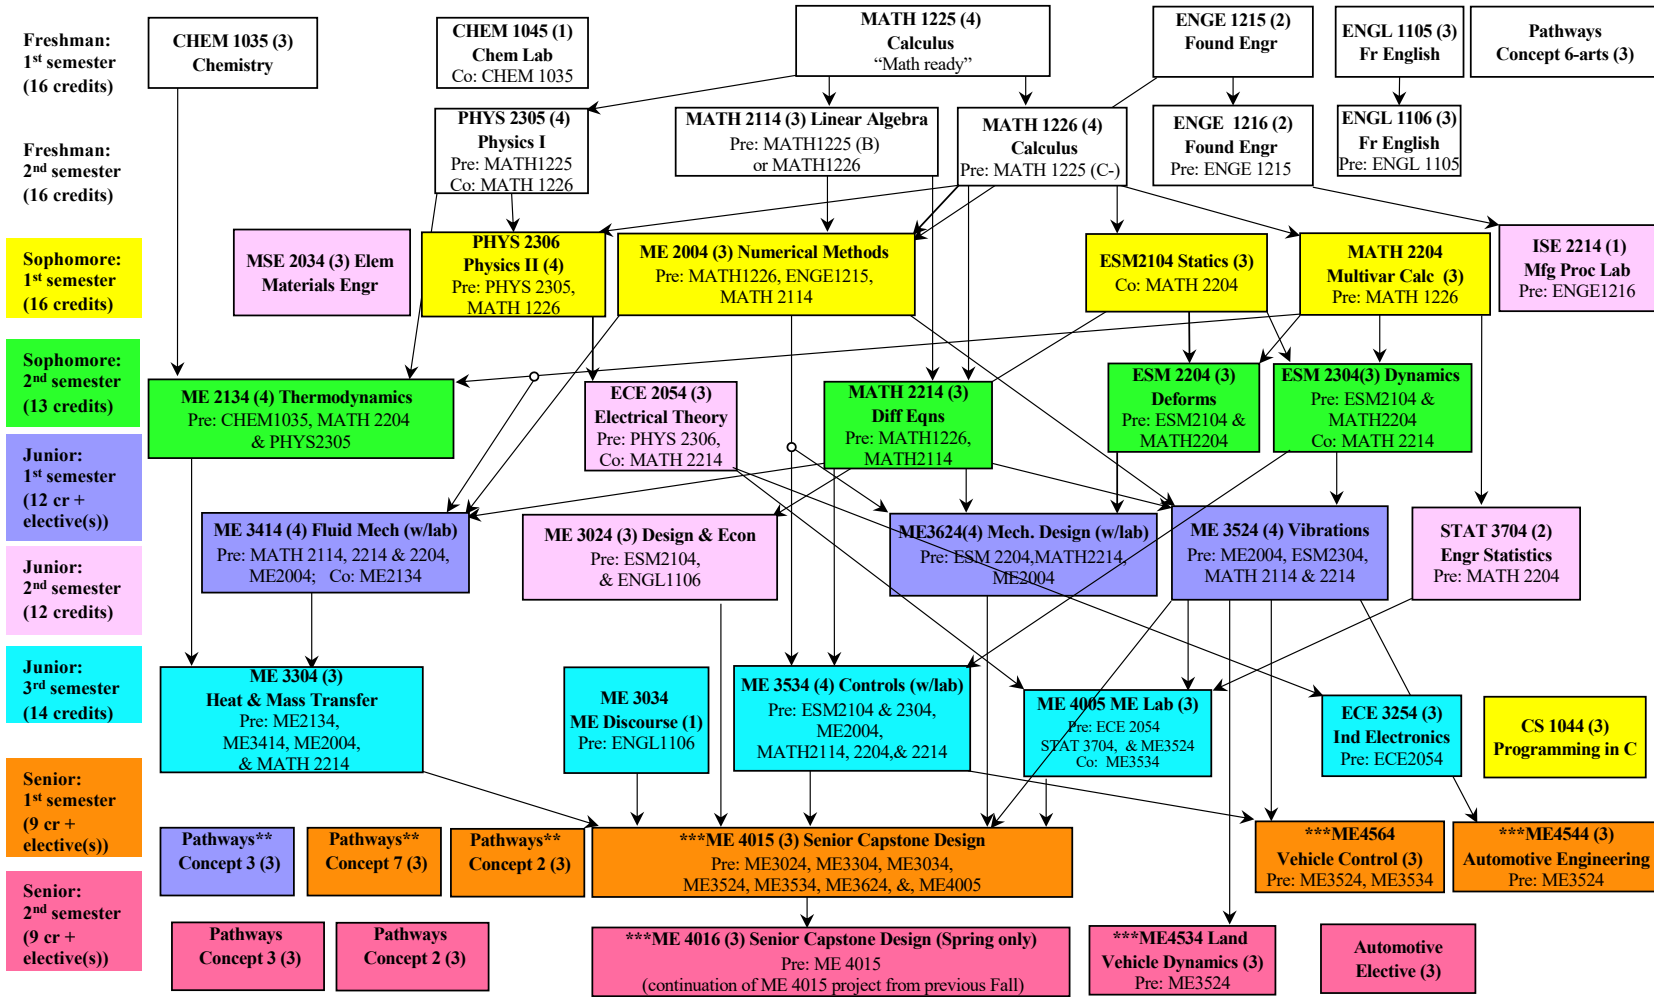 Freshman:
1st semester
(16 credits)
CHEM 1035 (3)
Chemistry
CHEM 1045 (1)
Chem Lab
Co: CHEM 1035
MATH 1225 (4)
Calculus
“Math ready”
ENGE 1215 (2)
Found Engr
ENGL 1105 (3)
Fr English
Pathways
Concept 6-arts (3)
Freshman:
2nd semester
(16 credits)
PHYS 2305 (4)
Physics I
Pre: MATH1225
Co: MATH 1226
MATH 2114 (3) Linear Algebra
Pre: MATH1225 (B)
or MATH1226
MATH 1226 (4)
Calculus
Pre: MATH 1225 (C-)
ENGE 1216 (2)
Found Engr
Pre: ENGE 1215
ENGL 1106 (3)
Fr English
Pre: ENGL 1105
Sophomore:
1st semester
(16 credits)
MSE 2034 (3) Elem
Materials Engr
PHYS 2306
Physics II (4)
Pre: PHYS 2305,
MATH 1226
ME 2004 (3) Numerical Methods
Pre: MATH1226, ENGE1215,
MATH 2114
ESM2104 Statics (3)
Co: MATH 2204
MATH 2204
Multivar Calc (3)
Pre: MATH 1226
ISE 2214 (1)
Mfg Proc Lab
Pre: ENGE1216
Sophomore:
2nd semester
(13 credits)
ME 2134 (4) Thermodynamics
Pre: CHEM1035, MATH 2204
& PHYS2305
ECE 2054 (3)
Electrical Theory
Pre: PHYS 2306,
Co: MATH 2214
MATH 2214 (3)
Diff Eqns
Pre: MATH1226,
MATH2114
ESM 2204 (3)
Deforms
Pre: ESM2104 &
MATH2204
ESM 2304(3) Dynamics
Pre: ESM2104 &
MATH2204
Co: MATH 2214
Junior:
1st semester
(12 cr +
elective(s))
ME 3414 (4) Fluid Mech (w/lab)
Pre: MATH 2114, 2214 & 2204,
ME2004; Co: ME2134
ME 3024 (3) Design & Econ
Pre: ESM2104,
& ENGL1106
ME3624(4) Mech. Design (w/lab)
Pre: ESM 2204,MATH2214,
ME2004
ME 3524 (4) Vibrations
Pre: ME2004, ESM2304,
MATH 2114 & 2214
STAT 3704 (2)
Engr Statistics
Pre: MATH 2204
Junior:
2nd semester
(12 credits)
Junior:
3rd semester
(14 credits)
ME 3304 (3)
Heat & Mass Transfer
Pre: ME2134,
ME3414, ME2004,
& MATH 2214
ME 3034
ME Discourse (1)
Pre: ENGL1106
ME 3534 (4) Controls (w/lab)
Pre: ESM2104 & 2304,
ME2004,
MATH2114, 2204,& 2214
ME 4005 ME Lab (3)
Pre: ECE 2054
STAT 3704, & ME3524
Co: ME3534
ECE 3254 (3)
Ind Electronics
Pre: ECE2054
CS 1044 (3)
Programming in C
Senior:
1st semester
(9 cr +
elective(s))
Pathways**
Concept 3 (3)
Pathways**
Concept 7 (3)
Pathways**
Concept 2 (3)
***ME 4015 (3) Senior Capstone Design
Pre: ME3024, ME3304, ME3034,
ME3524, ME3534, ME3624, &, ME4005
***ME4564
Vehicle Control (3)
Pre: ME3524, ME3534
***ME4544 (3)
Automotive Engineering
Pre: ME3524
Senior:
2nd semester
(9 cr +
elective(s))
Pathways
Concept 3 (3)
Pathways
Concept 2 (3)
***ME 4016 (3) Senior Capstone Design (Spring only)
Pre: ME 4015
(continuation of ME 4015 project from previous Fall)
***ME4534 Land
Vehicle Dynamics (3)
Pre: ME3524
Automotive
Elective (3)